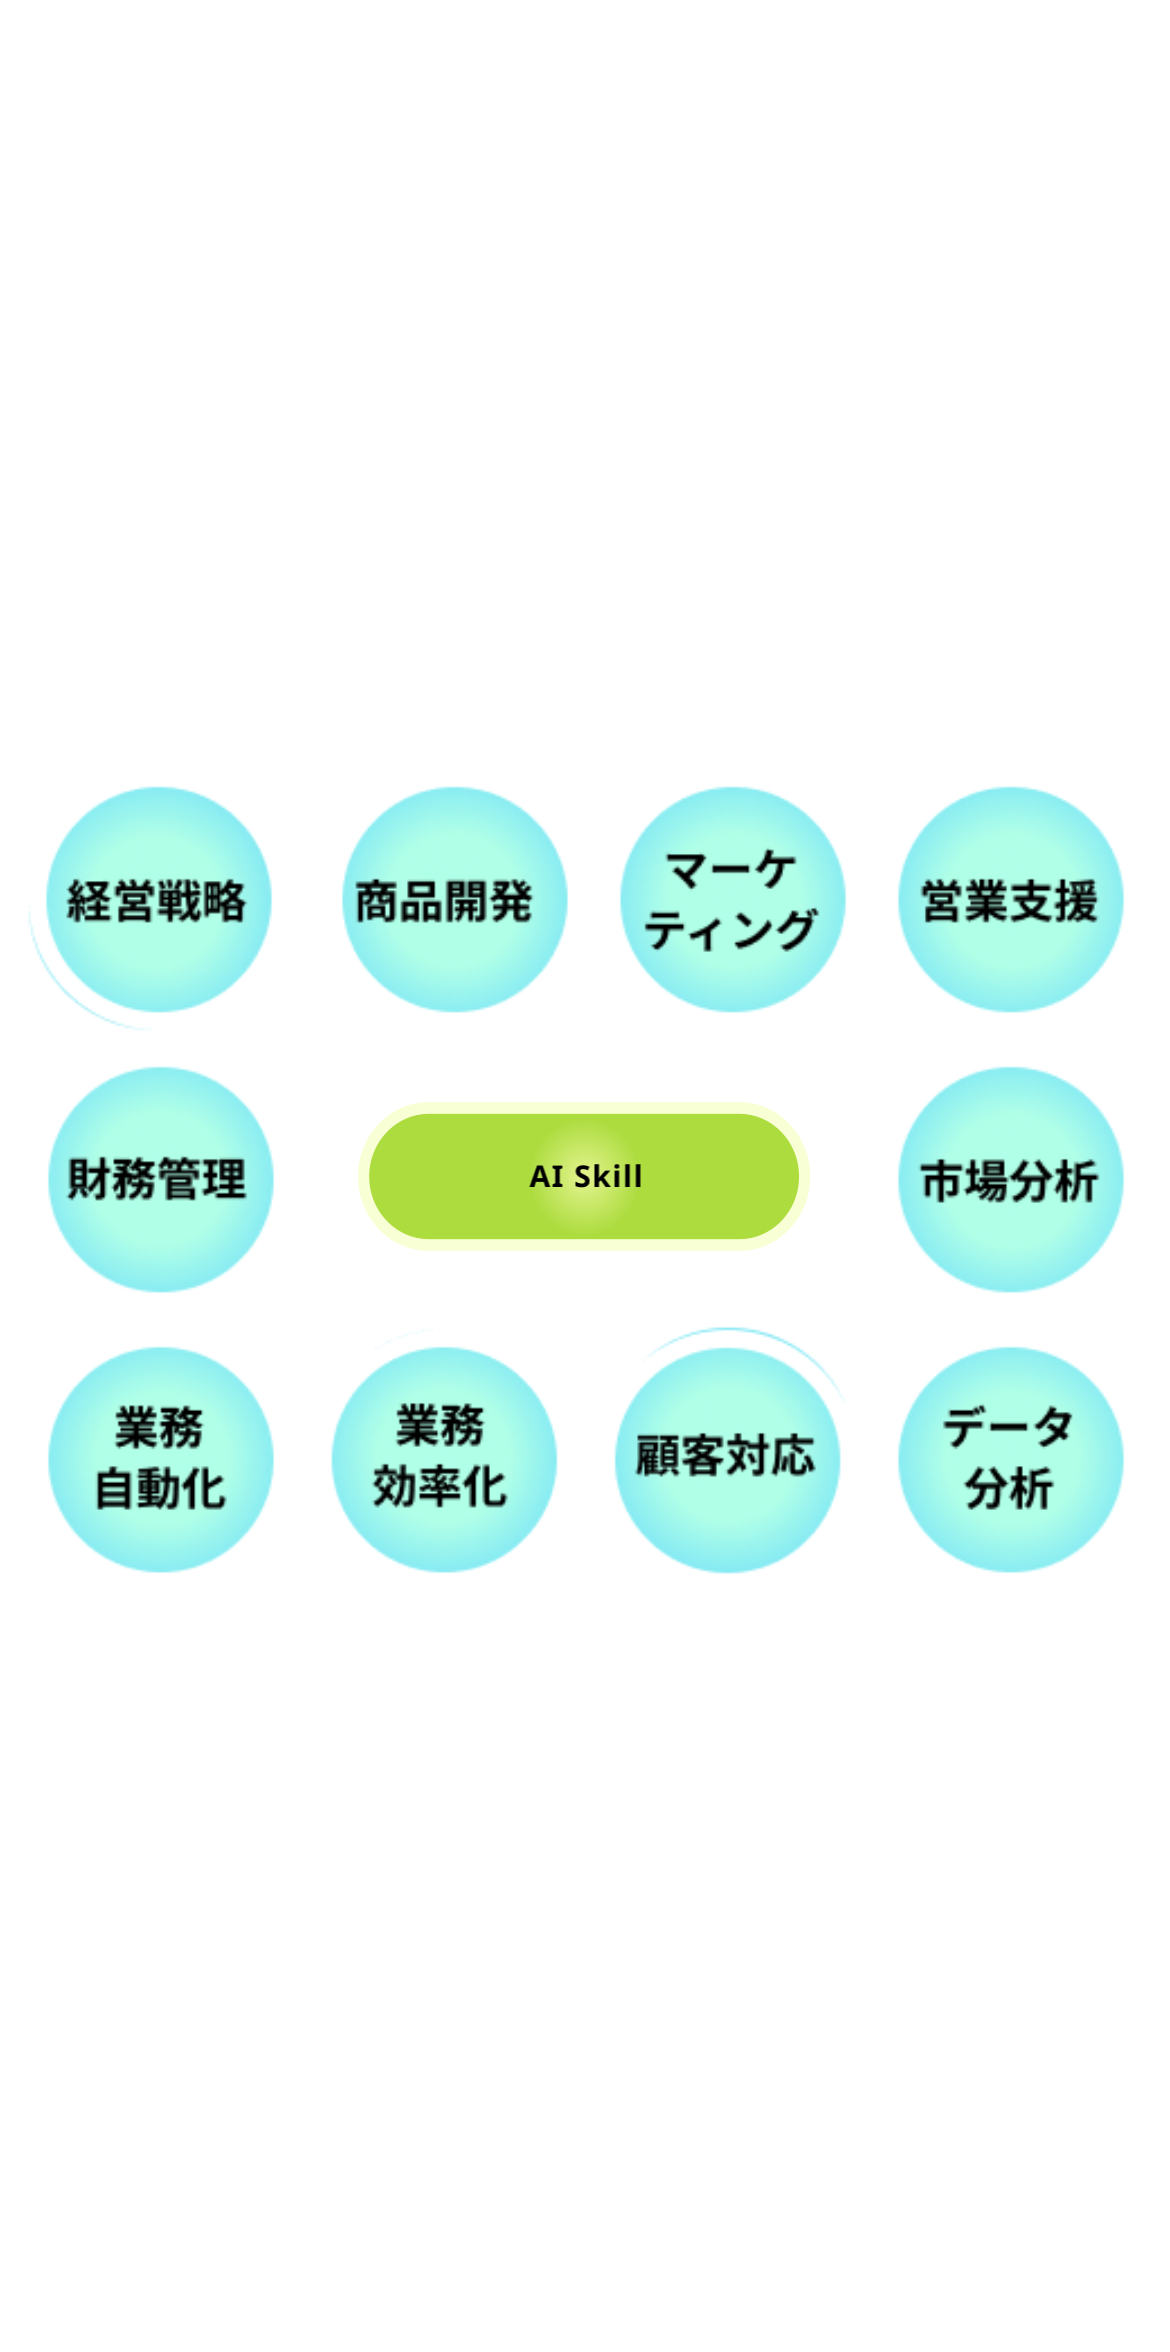 経営戦略
商品開発
マーケ
ティング
営業支援
財務管理
AI Skill
市場分析
業務
自動化
業務
効率化
顧客対応
データ
分析